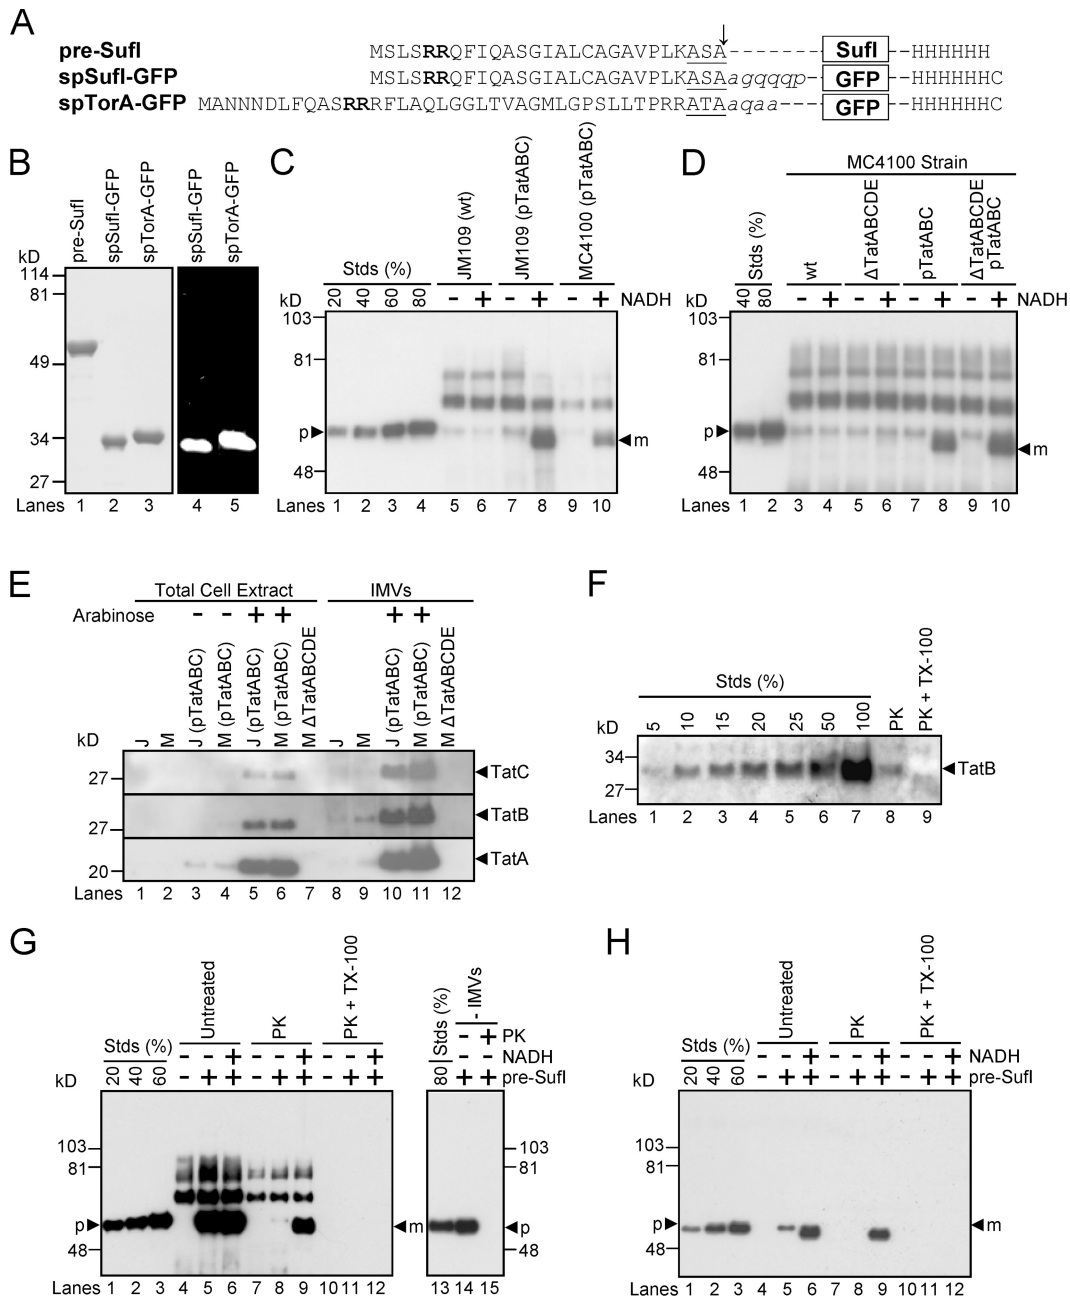 A
pre-SufI MSLSRRQFIQASGIALCAGAVPLKASA------- SufI --HHHHHH
spSufI-GFP MSLSRRQFIQASGIALCAGAVPLKASAagqqqp-- GFP --HHHHHHC
spTorA-GFP MANNNDLFQASRRRFLAQLGGLTVAGMLGPSLLTPRRATAaqaa---- GFP --HHHHHHC
B
pre-SufI
spSufI-GFP
spTorA-GFP
spSufI-GFP
spTorA-GFP
kD
114
81
49
34
27
Lanes 1 2 3 4 5
C
JM109 (wt)
JM109 (pTatABC)
MC4100 (pTatABC)
Stds (%)
kD 20 40 60 80 - + - + - + NADH
103
81
p
m
48
Lanes 1 2 3 4 5 6 7 8 9 10
D
MC4100 Strain
Stds (%)
wt
ΔTatABCDE
pTatABC
ΔTatABCDE
pTatABC
kD 40 80 - + - + - + - + NADH
103
81
p
m
48
Lanes 1 2 3 4 5 6 7 8 9 10
E
Total Cell Extract IMVs
Arabinose - - + + + +
J
M
J (pTatABC)
M (pTatABC)
J (pTatABC)
M (pTatABC)
M ΔTatABCDE
J
M
J (pTatABC)
M (pTatABC)
M ΔTatABCDE
kD
27 TatC
TatB
27
TatA
20
Lanes 1 2 3 4 5 6 7 8 9 10 11 12
F
Stds (%)
kD 5 10 15 20 25 50 100 PK PK + TX-100
34
TatB
27
Lanes 1 2 3 4 5 6 7 8 9
G
Untreated
PK
PK + TX-100
Stds (%)
- IMVs
Stds (%)
- + PK
+ + + - - NADH
kD 20 40 60 - + + - + + - + + 80 + + pre-SufI
103 103
81 81
p m p
48 48
Lanes 1 2 3 4 5 6 7 8 9 10 11 12 13 14 15
H
Untreated
PK
PK + TX-100
Stds (%)
+ + + NADH
kD 20 40 60 - + + - + + - + + pre-SufI
103
81
p m
48
Lanes 1 2 3 4 5 6 7 8 9 10 11 12